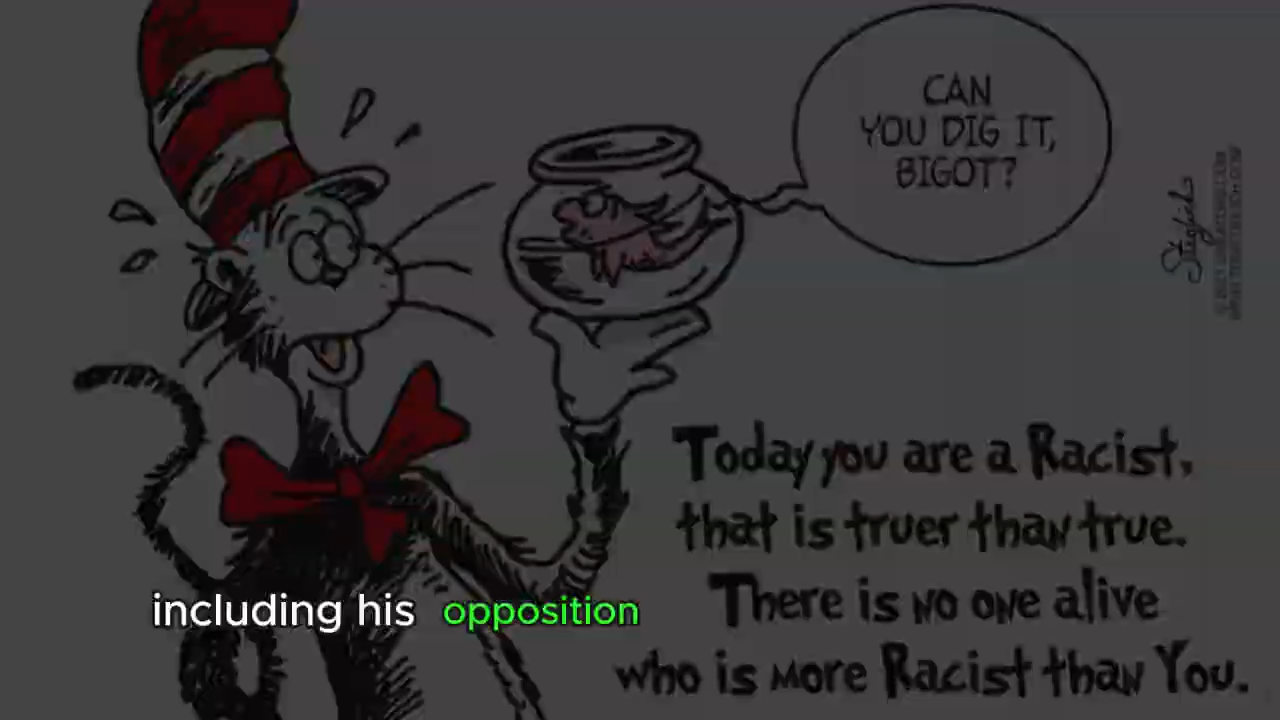 CAN
YOU DIG IT,
BIGOT?
Today you are a Racist,
that is truer than true.
There is no one alive
who is more Racist than You.
including his opposition